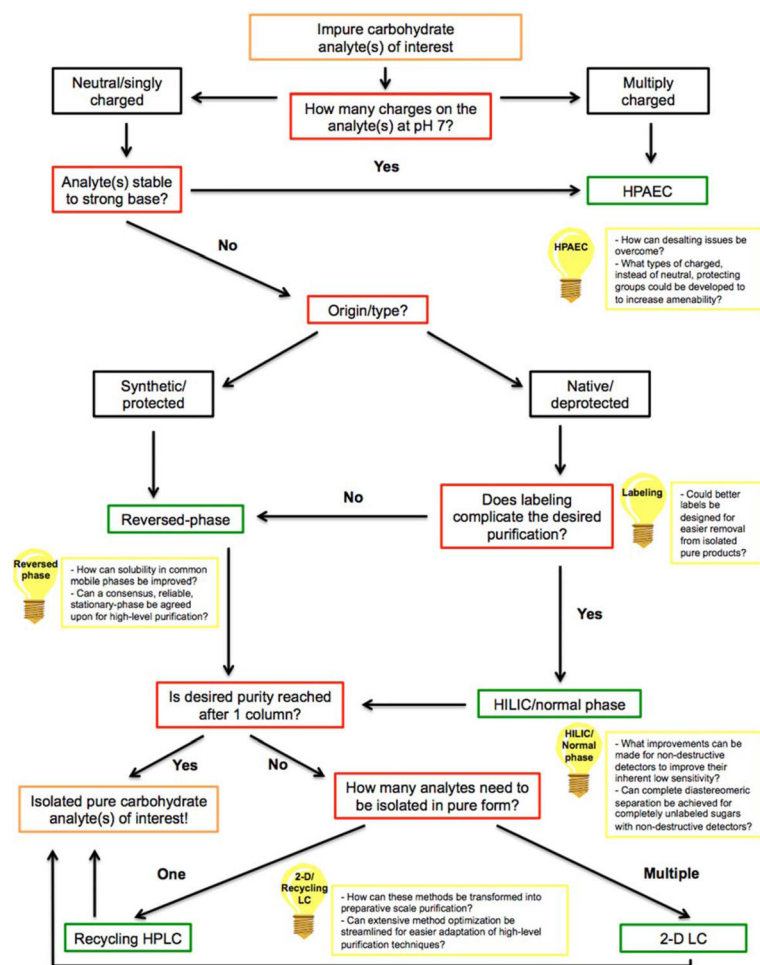 Impure carbohydrate
analyte(s) of interest
Neutral/singly
charged
How many charges on the
analyte(s) at pH 7?
Multiply
charged
Yes
Analyte(s) stable
to strong base?
HPAEC
No
HPAEC
- How can desalting issues be
overcome?
- What types of charged,
instead of neutral, protecting
groups could be developed to
to increase amenability?
Origin/type?
Synthetic/
protected
Native/
deprotected
No
Reversed-phase
Does labeling
complicate the desired
purification?
Labeling
- Could better
labels be
designed for
easier removal
from isolated
pure products?
Reversed
phase
- How can solubility in common
mobile phases be improved?
- Can a consensus, reliable,
stationary-phase be agreed
upon for high-level purification?
Yes
Is desired purity reached
after 1 column?
HILIC/normal phase
Yes
No
HILIC/
Normal
phase
- What improvements can be
made for non-destructive
detectors to improve their
inherent low sensitivity?
- Can complete diastereomeric
separation be achieved for
completely unlabeled sugars
with non-destructive detectors?
Isolated pure carbohydrate
analyte(s) of interest!
How many analytes need to
be isolated in pure form?
One
Multiple
2-D/
Recycling
LC
- How can these methods be transformed into
preparative scale purification?
- Can extensive method optimization be
streamlined for easier adaptation of high-level
purification techniques?
Recycling HPLC
2-D LC